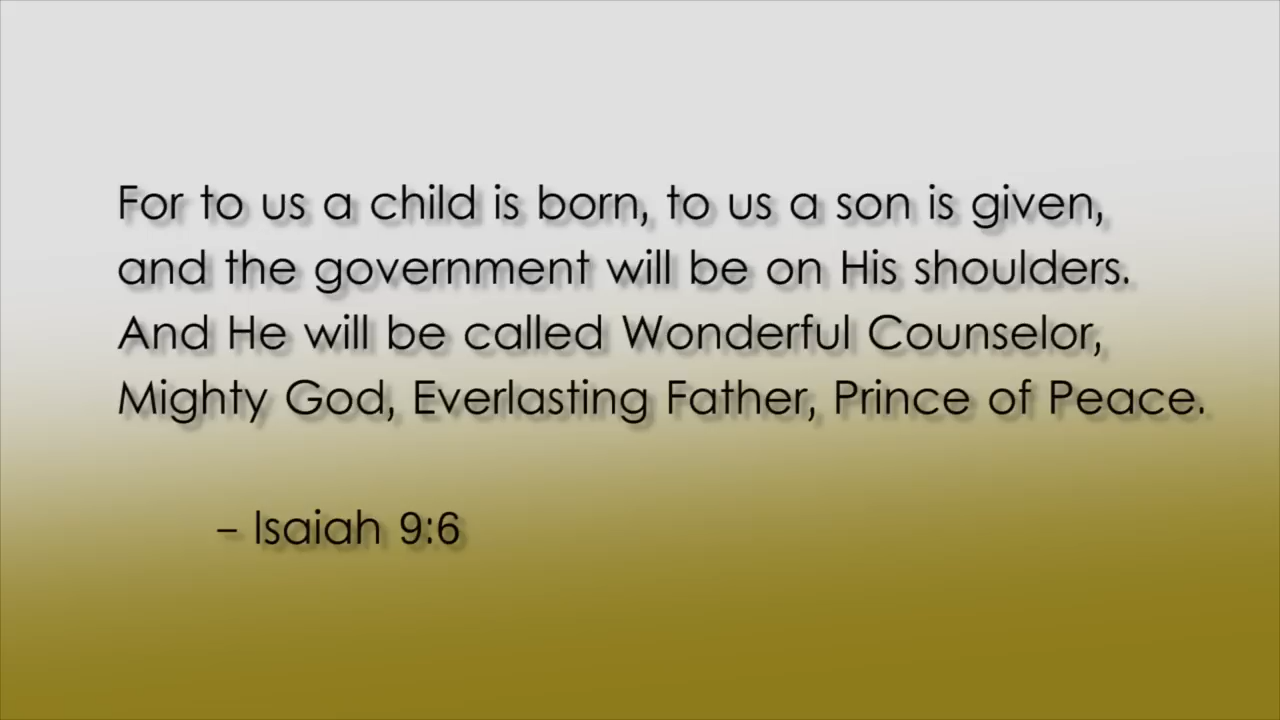 For to us a child is born, to us a son is given,
and the government will be on His shoulders.
And He will be called Wonderful Counselor,
Mighty God, Everlasting Father, Prince of Peace.
– Isaiah 9:6